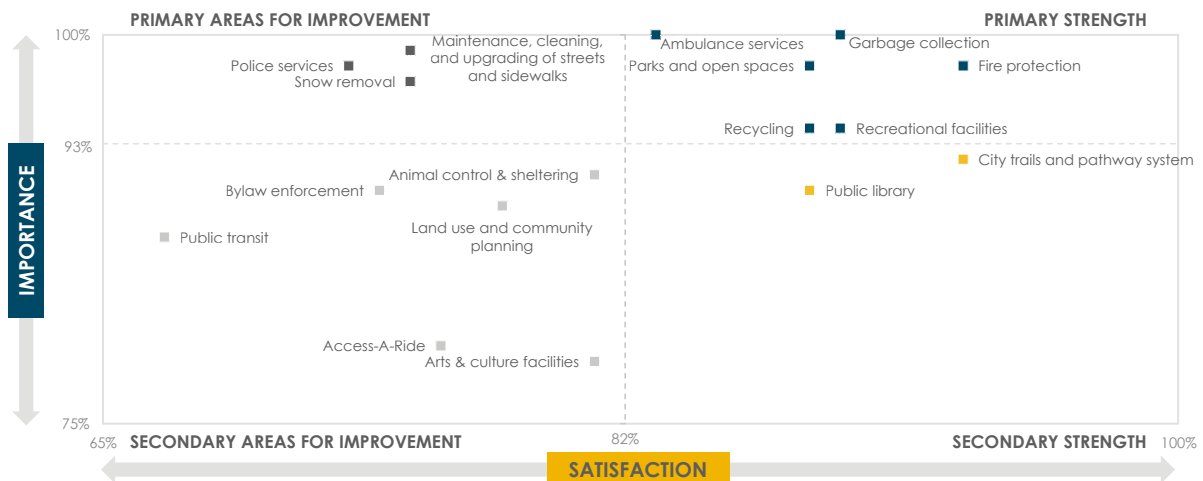 PRIMARY AREAS FOR IMPROVEMENT
PRIMARY STRENGTH
100%
Maintenance, cleaning,
and upgrading of streets
and sidewalks
Ambulance services
Garbage collection
Police services
Parks and open spaces
Fire protection
Snow removal
Recycling
Recreational facilities
93%
City trails and pathway system
Animal control & sheltering
Bylaw enforcement
Public library
Land use and community
planning
Public transit
IMPORTANCE
Access-A-Ride
Arts & culture facilities
75%
65%
SECONDARY AREAS FOR IMPROVEMENT
82%
SECONDARY STRENGTH
100%
SATISFACTION